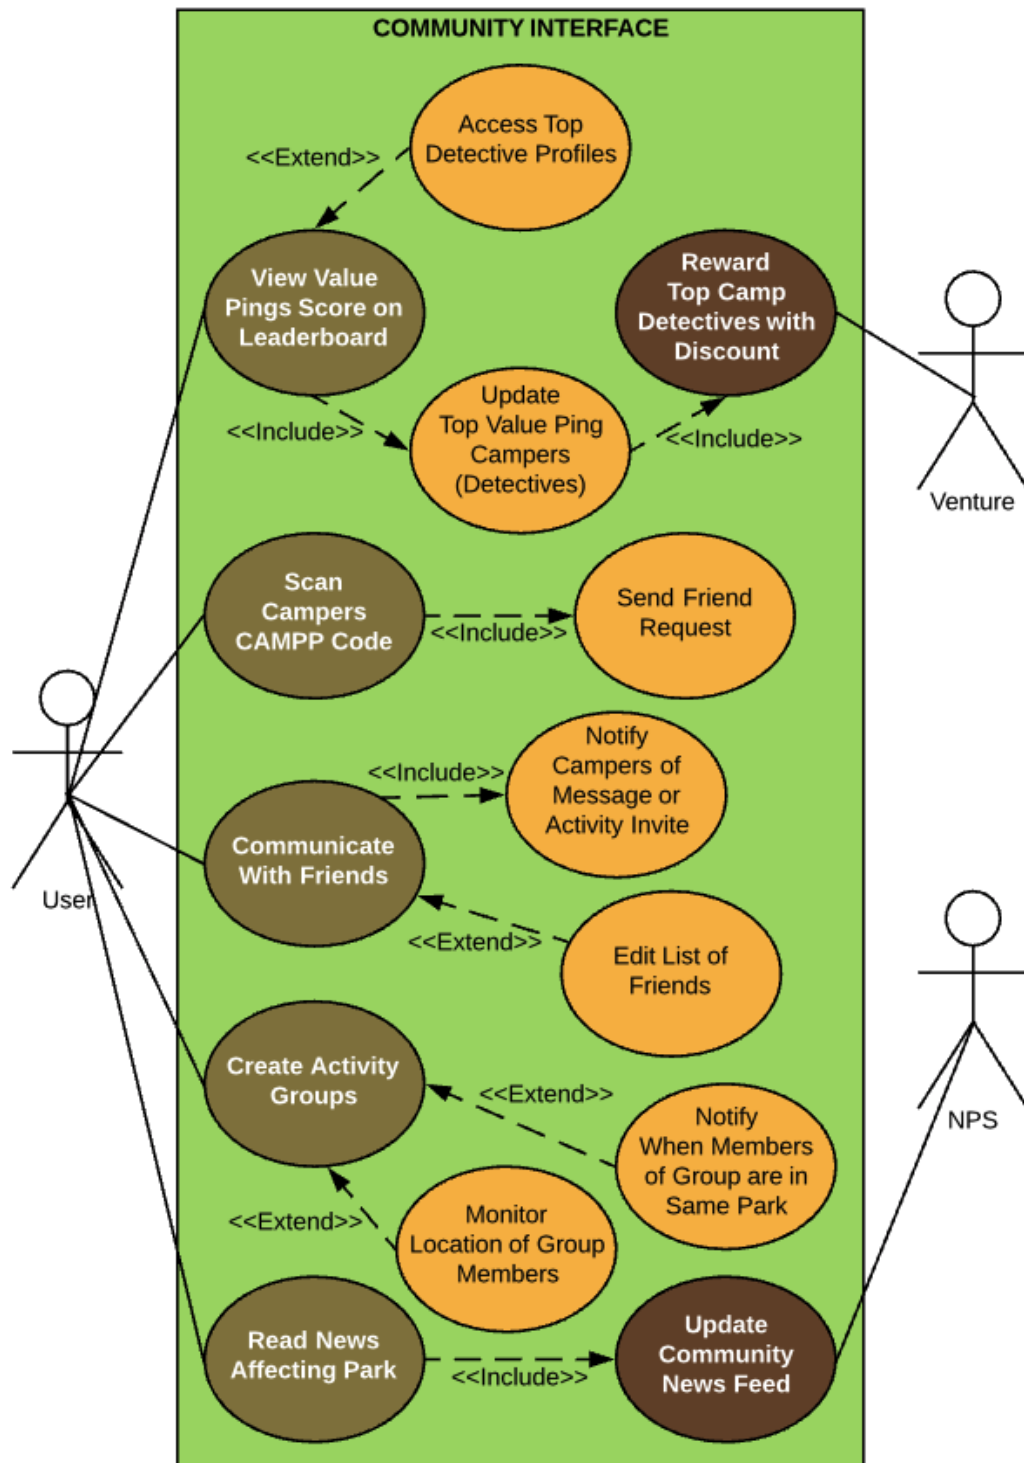 COMMUNITY INTERFACE
Access Top
Detective Profiles
<<Extend>>
View Value
Pings Score on
Leaderboard
Reward
Top Camp
Detectives with
Discount
<<Include>>
Update
Top Value Ping
Campers
(Detectives)
<<Include>>
Venture
Scan
Campers
CAMPP Code
<<Include>>
Send Friend
Request
User
<<Include>>
Notify
Campers of
Message or
Activity Invite
Communicate
With Friends
<<Extend>>
Edit List of
Friends
Create Activity
Groups
<<Extend>>
Notify
When Members
of Group are in
Same Park
NPS
<<Extend>>
Monitor
Location of Group
Members
Read News
Affecting Park
<<Include>>
Update
Community
News Feed